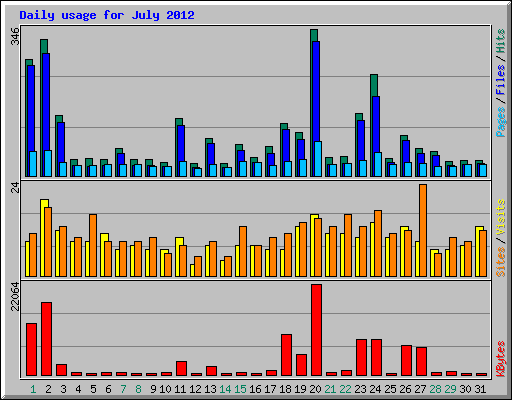 Daily usage for July 2012
346
Pages / Files / Hits
24
Sites / Visits
22064
KBytes
1 2 3 4 5 6 7 8 9 10 11 12 13 14 15 16 17 18 19 20 21 22 23 24 25 26 27 28 29 30 31